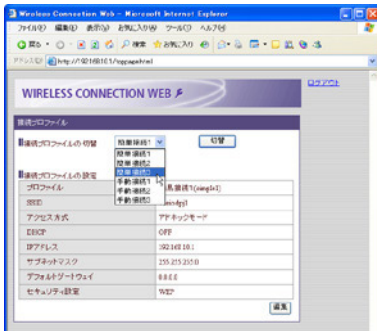 Wireless Connection Web - Microsoft Internet Explorer
ファイル(F) 編集(E) 表示(V) お気に入り(A) ツール(T) ヘルプ(H)
戻る 検索 お気に入り
アドレス(D) http://192.168.10.1/toppage.html
ログアウト
WIRELESS CONNECTION WEB
接続プロファイル
接続プロファイルの切替 簡単接続1 切替
簡単接続1
簡単接続2
簡単接続3
手動接続1
手動接続2
手動接続3
接続プロファイルの設定
プロファイル (simple1)
SSID
アクセス方式 アドホックモード
DHCP OFF
IPアドレス 192.168.10.1
サブネットマスク 255.255.255.0
デフォルトゲートウェイ 0.0.0.0
セキュリティ設定 WEP
編集